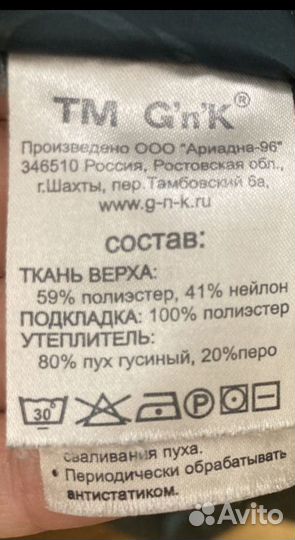 ТМ G'n'K®
Произведено ООО "Ариадна-96"
346510 Россия, Ростовская обл.,
г.Шахты, пер.Тамбовский 6а,
www.g-n-k.ru
состав:
ТКАНЬ ВЕРХА:
59% полиэстер, 41% нейлон
ПОДКЛАДКА: 100% полиэстер
УТЕПЛИТЕЛЬ:
80% пух гусиный, 20%перо
30° P
сваливания пуха.
• Периодически обрабатывать
антистатиком.
Avito